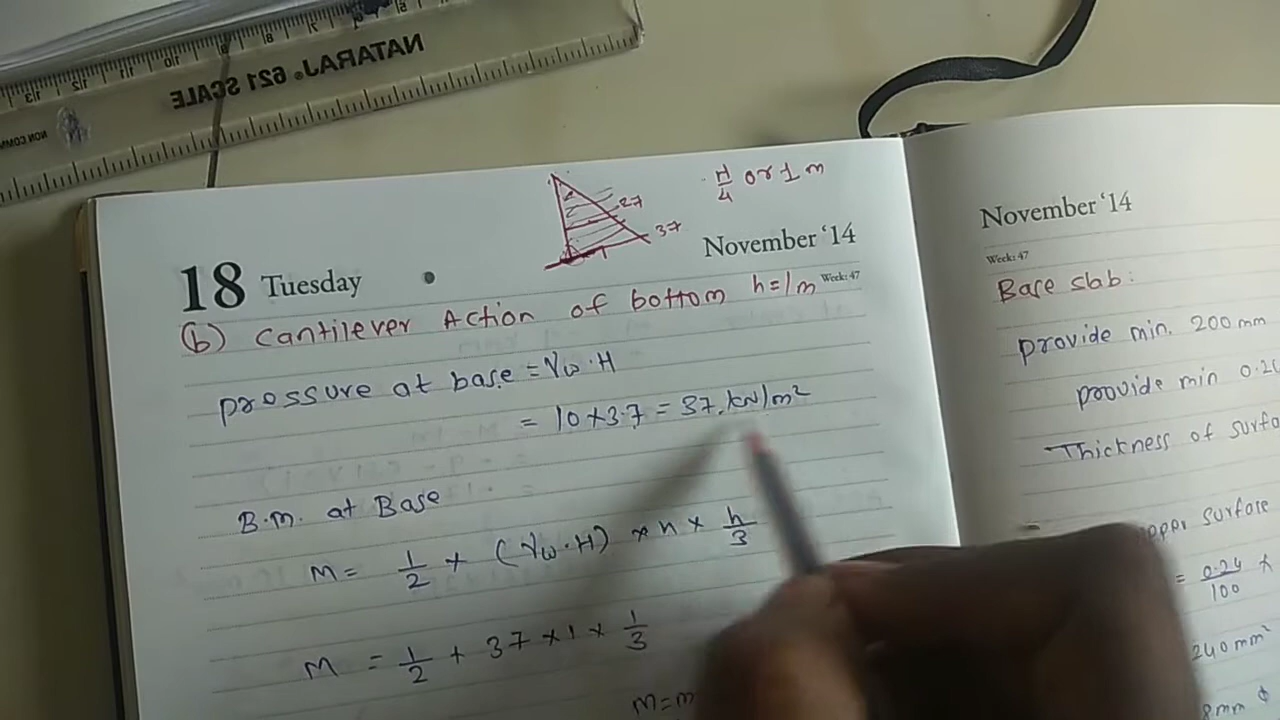 NATARAJ® 621 SCALE
H/4 or 1 m
27
37
November '14
18 Tuesday
Week: 47
(b) Cantilever Action of bottom h=1m
pressure at base = γw·H
= 10×3.7 = 37 kN/m²
B.M. at Base
M = 1/2 × (γw·H) × h × h/3
M = 1/2 + 37 × 1 × 1/3
M=m
November '14
Week: 47
Base slab:
provide min. 200 mm
provide min 0.2
Thickness of surfa
pper surface
= 0.24/100 ×
240 mm²
8mm ϕ